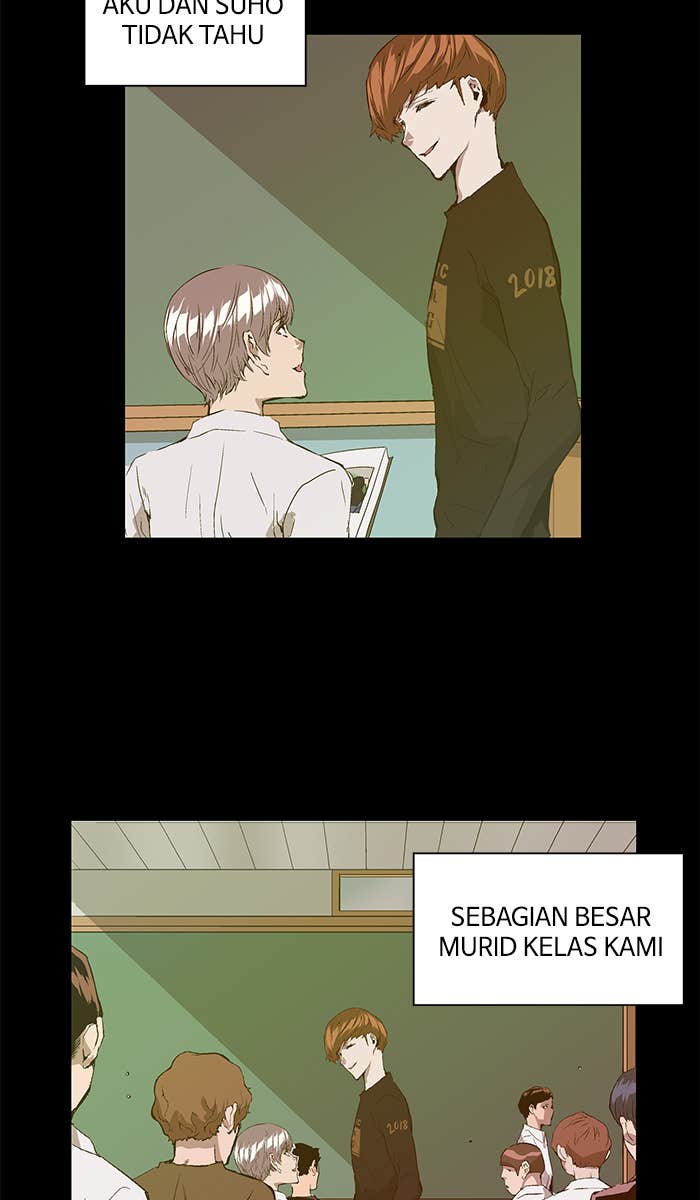 AKU DAN SUHO
TIDAK TAHU
2018
SEBAGIAN BESAR
MURID KELAS KAMI
2018